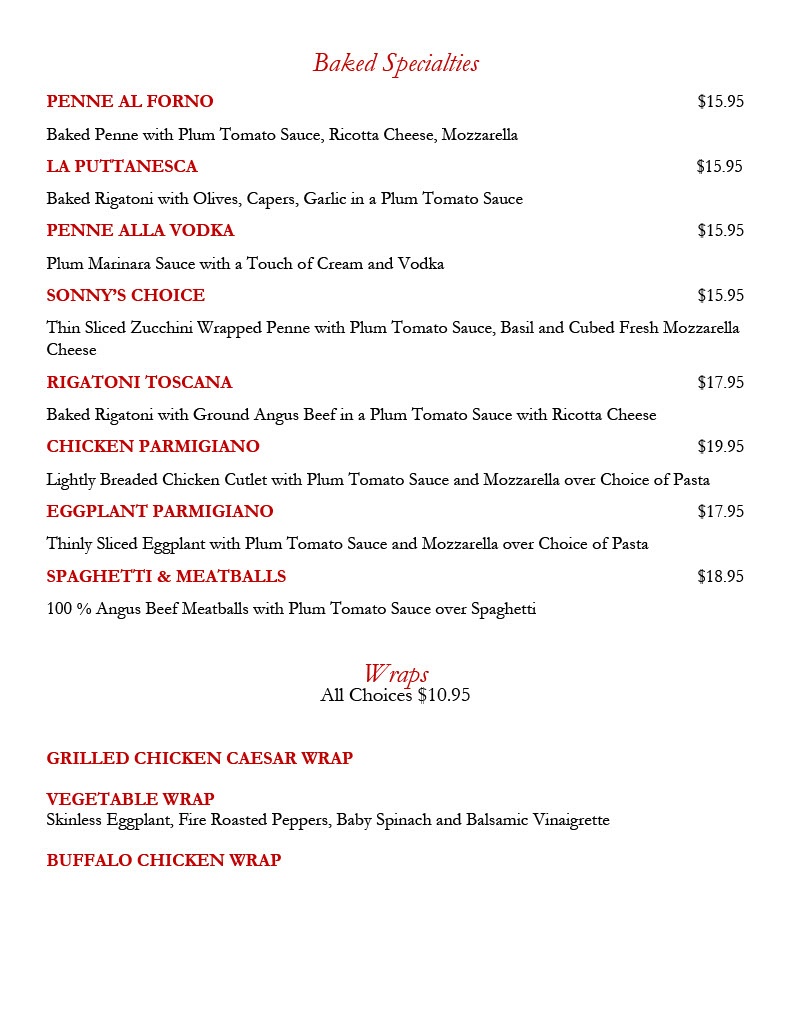 Baked Specialties
PENNE AL FORNO $15.95
Baked Penne with Plum Tomato Sauce, Ricotta Cheese, Mozzarella
LA PUTTANESCA $15.95
Baked Rigatoni with Olives, Capers, Garlic in a Plum Tomato Sauce
PENNE ALLA VODKA $15.95
Plum Marinara Sauce with a Touch of Cream and Vodka
SONNY’S CHOICE $15.95
Thin Sliced Zucchini Wrapped Penne with Plum Tomato Sauce, Basil and Cubed Fresh Mozzarella
Cheese
RIGATONI TOSCANA $17.95
Baked Rigatoni with Ground Angus Beef in a Plum Tomato Sauce with Ricotta Cheese
CHICKEN PARMIGIANO $19.95
Lightly Breaded Chicken Cutlet with Plum Tomato Sauce and Mozzarella over Choice of Pasta
EGGPLANT PARMIGIANO $17.95
Thinly Sliced Eggplant with Plum Tomato Sauce and Mozzarella over Choice of Pasta
SPAGHETTI & MEATBALLS $18.95
100 % Angus Beef Meatballs with Plum Tomato Sauce over Spaghetti
Wraps
All Choices $10.95
GRILLED CHICKEN CAESAR WRAP
VEGETABLE WRAP
Skinless Eggplant, Fire Roasted Peppers, Baby Spinach and Balsamic Vinaigrette
BUFFALO CHICKEN WRAP